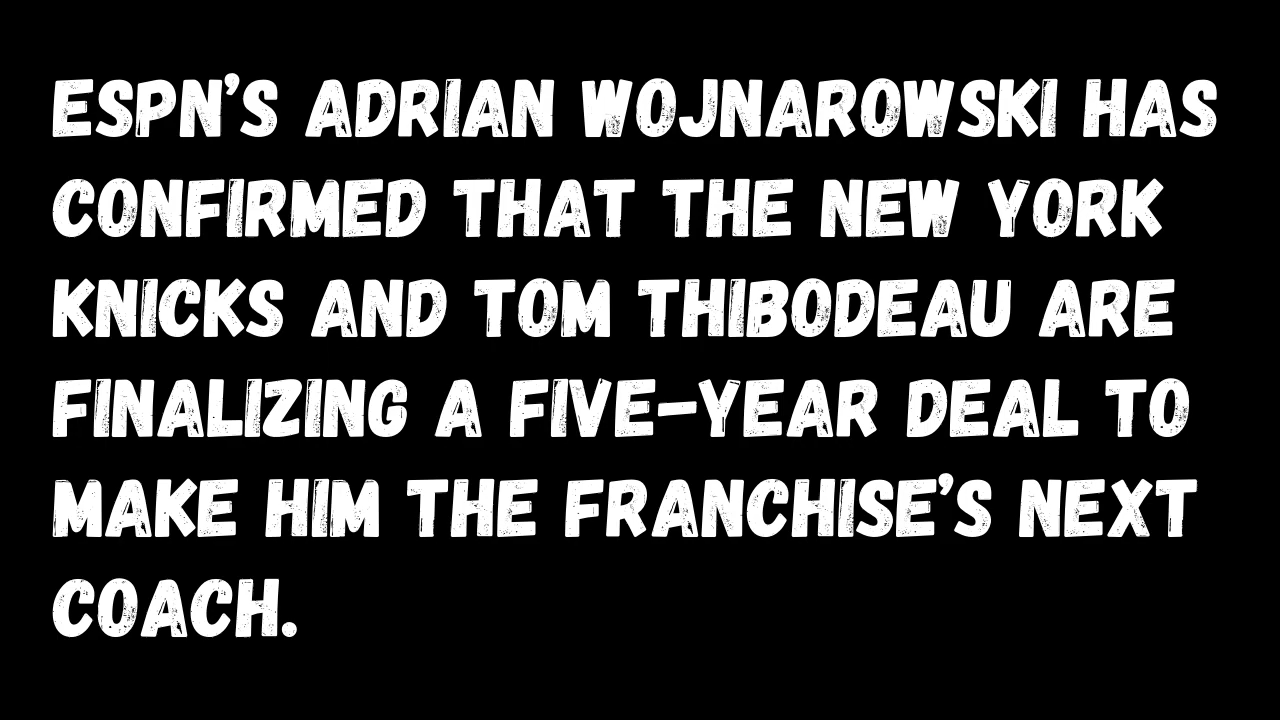 ESPN’S ADRIAN WOJNAROWSKI HAS
CONFIRMED THAT THE NEW YORK
KNICKS AND TOM THIBODEAU ARE
FINALIZING A FIVE-YEAR DEAL TO
MAKE HIM THE FRANCHISE’S NEXT
COACH.